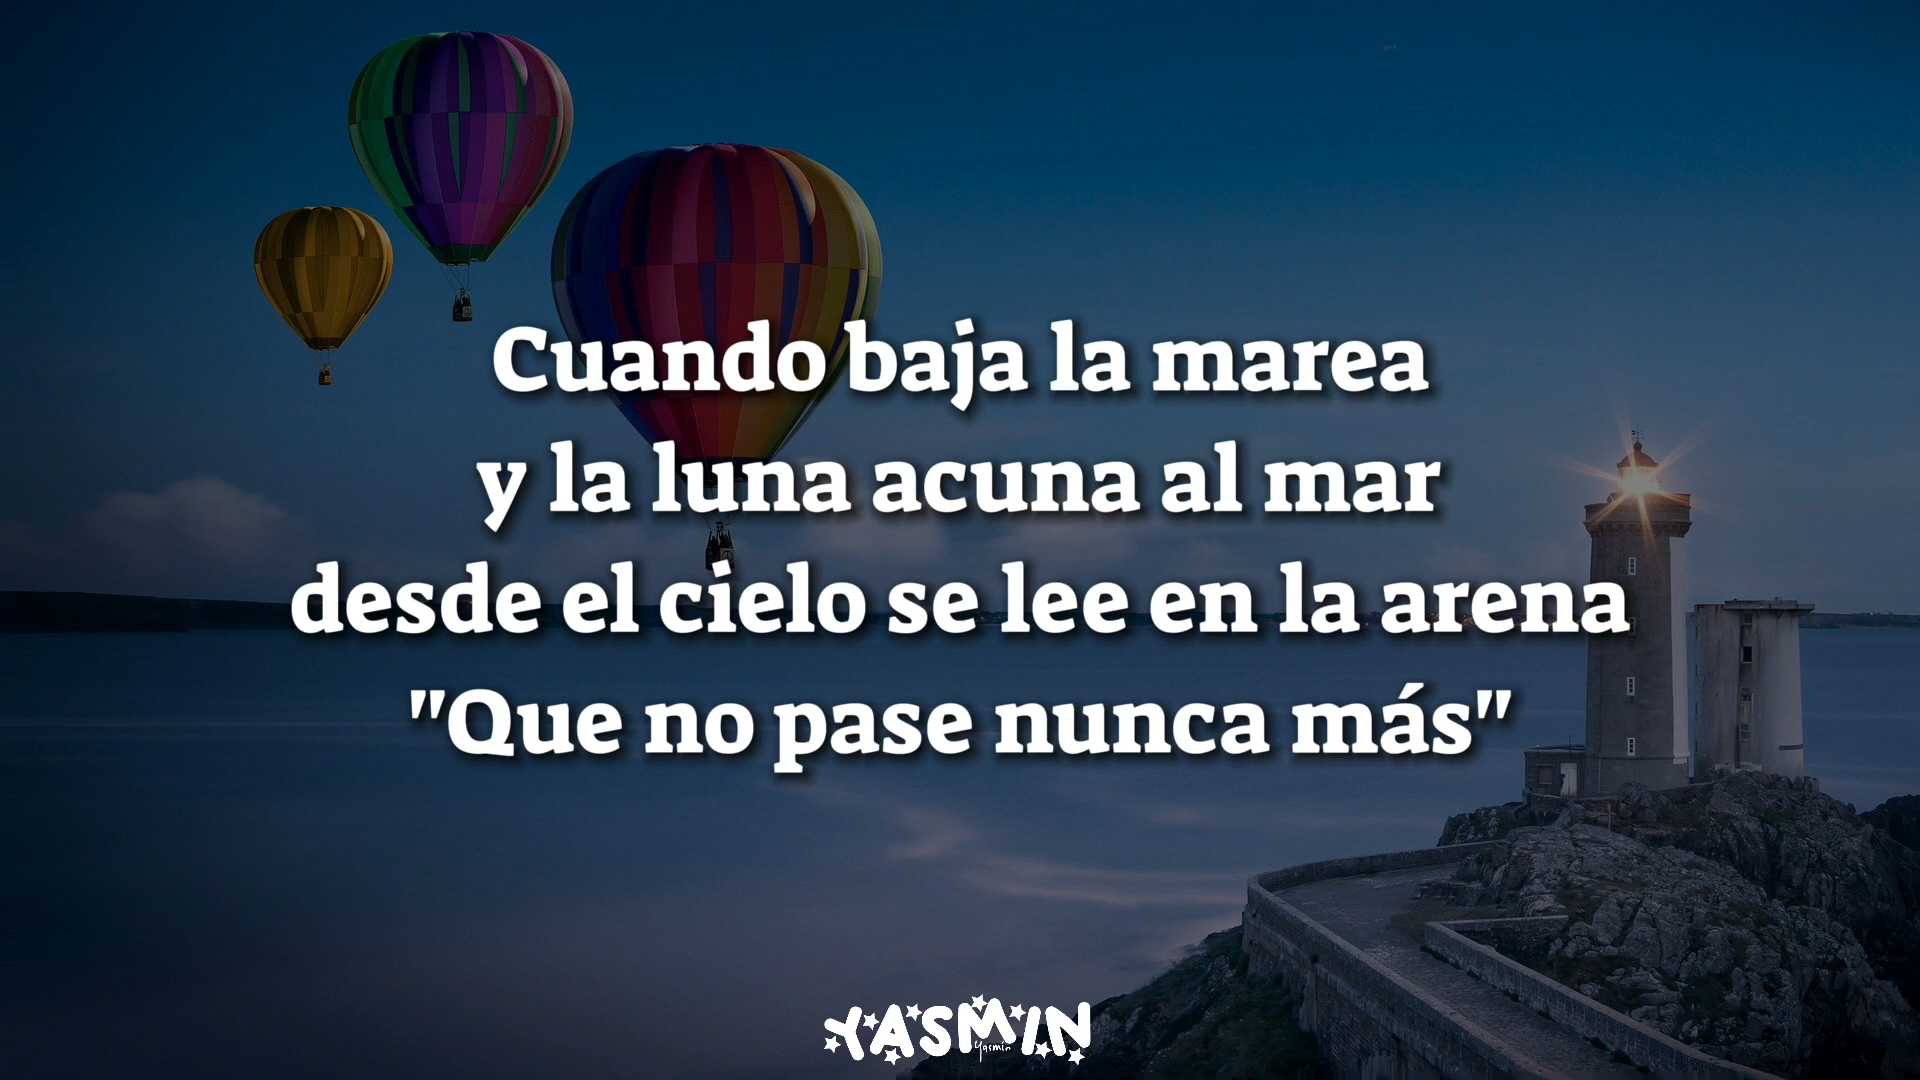 Cuando baja la marea
y la luna acuna al mar
desde el cielo se lee en la arena
"Que no pase nunca más"
YASMIN
Yasmin